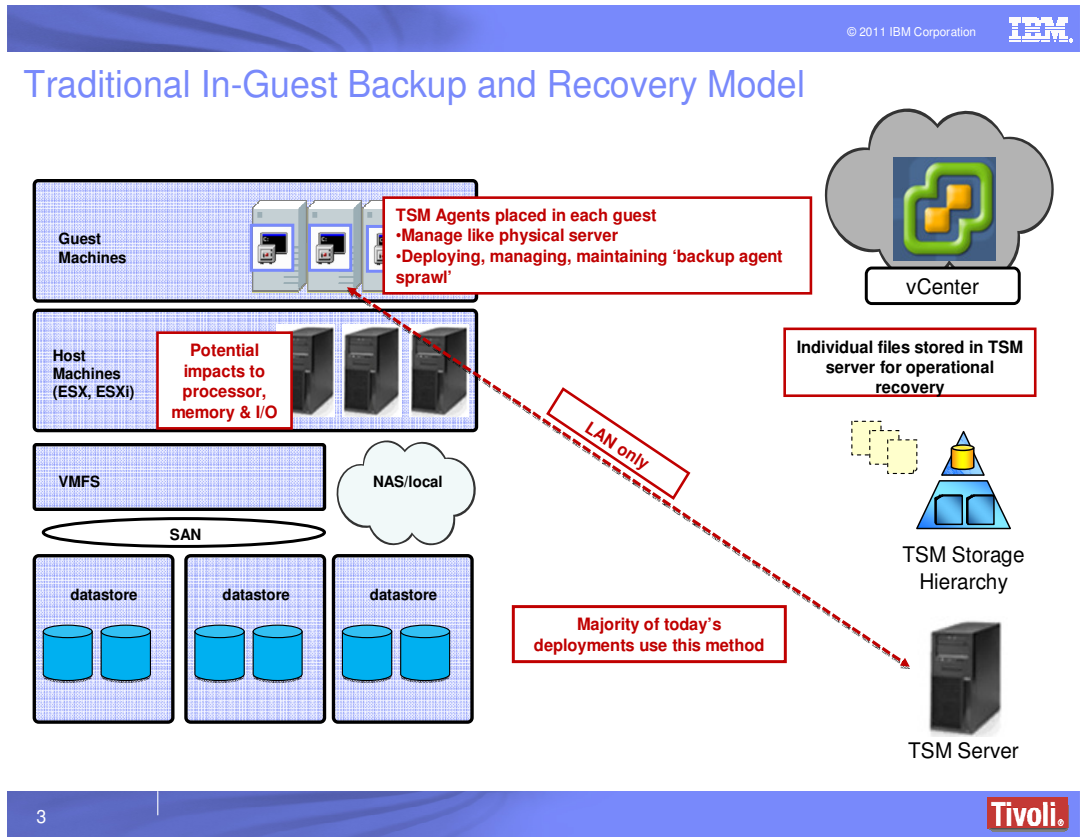 © 2011 IBM Corporation
IBM
Traditional In-Guest Backup and Recovery Model
Guest
Machines
TSM Agents placed in each guest
•Manage like physical server
•Deploying, managing, maintaining ‘backup agent
sprawl’
vCenter
Host
Machines
(ESX, ESXi)
Potential
impacts to
processor,
memory & I/O
Individual files stored in TSM
server for operational
recovery
LAN only
VMFS
NAS/local
SAN
TSM Storage
Hierarchy
datastore
datastore
datastore
Majority of today’s
deployments use this method
TSM Server
3
Tivoli.